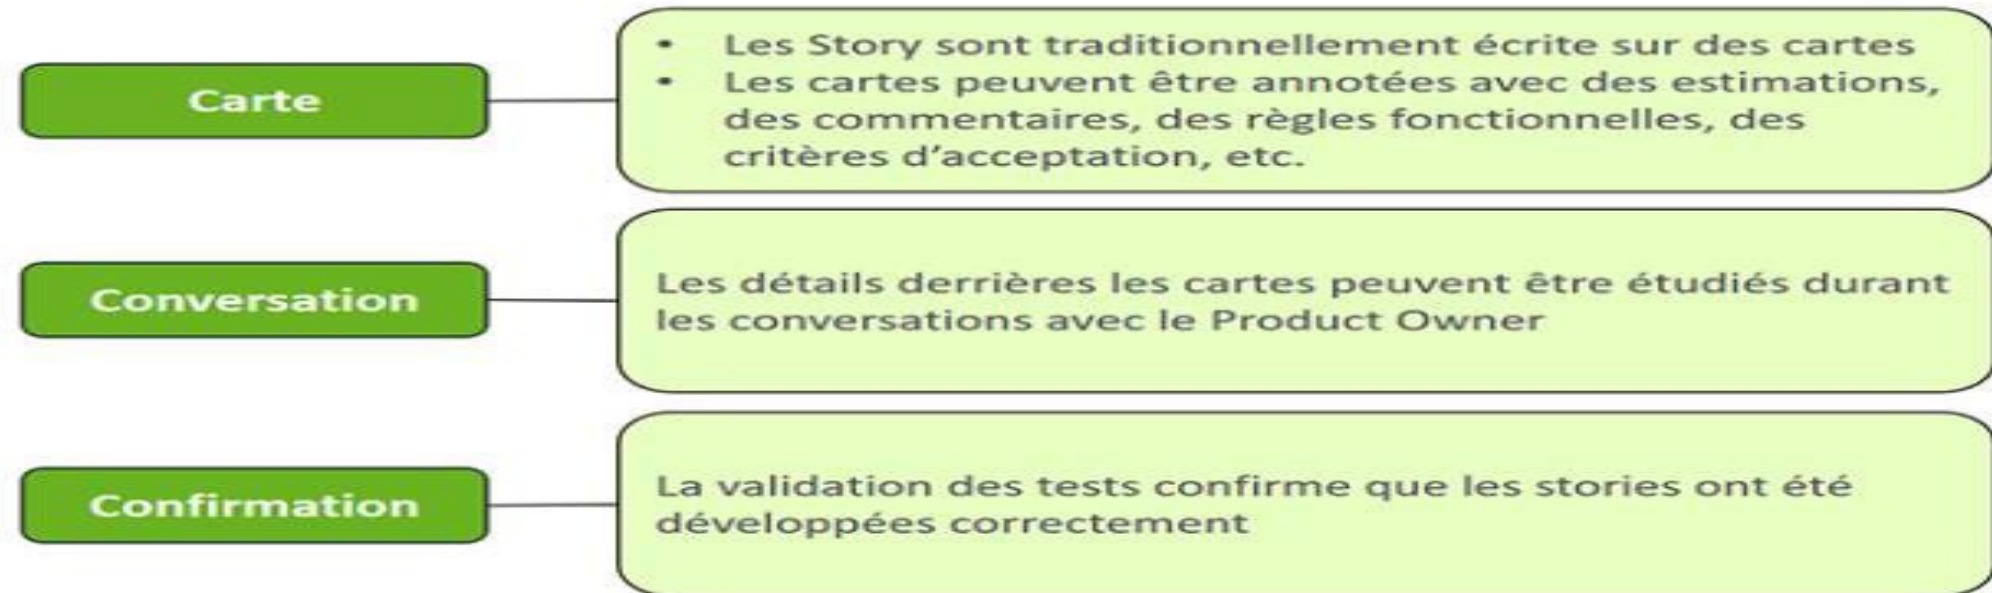 Carte
• Les Story sont traditionnellement écrite sur des cartes
• Les cartes peuvent être annotées avec des estimations,
des commentaires, des règles fonctionnelles, des
critères d'acceptation, etc.
Conversation
Les détails derrières les cartes peuvent être étudiés durant
les conversations avec le Product Owner
Confirmation
La validation des tests confirme que les stories ont été
développées correctement